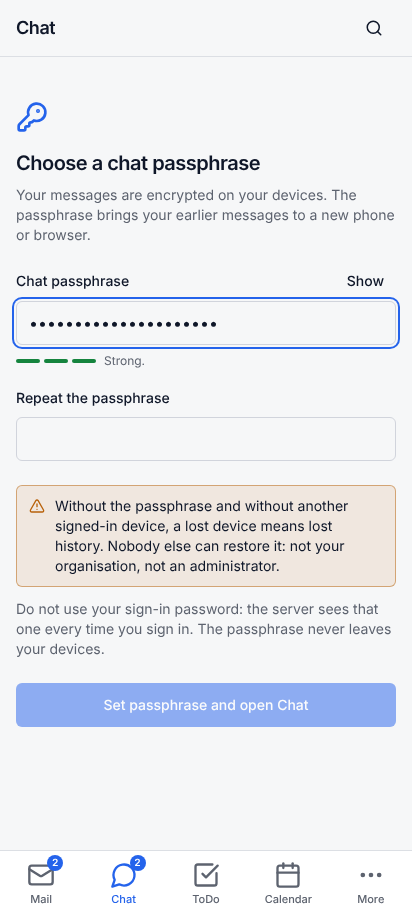 Chat
Choose a chat passphrase
Your messages are encrypted on your devices. The
passphrase brings your earlier messages to a new phone
or browser.
Chat passphrase
Show
••••••••••••••••••••
Strong.
Repeat the passphrase
Without the passphrase and without another
signed-in device, a lost device means lost
history. Nobody else can restore it: not your
organisation, not an administrator.
Do not use your sign-in password: the server sees that
one every time you sign in. The passphrase never leaves
your devices.
Set passphrase and open Chat
2
2
Mail
Chat
ToDo
Calendar
More